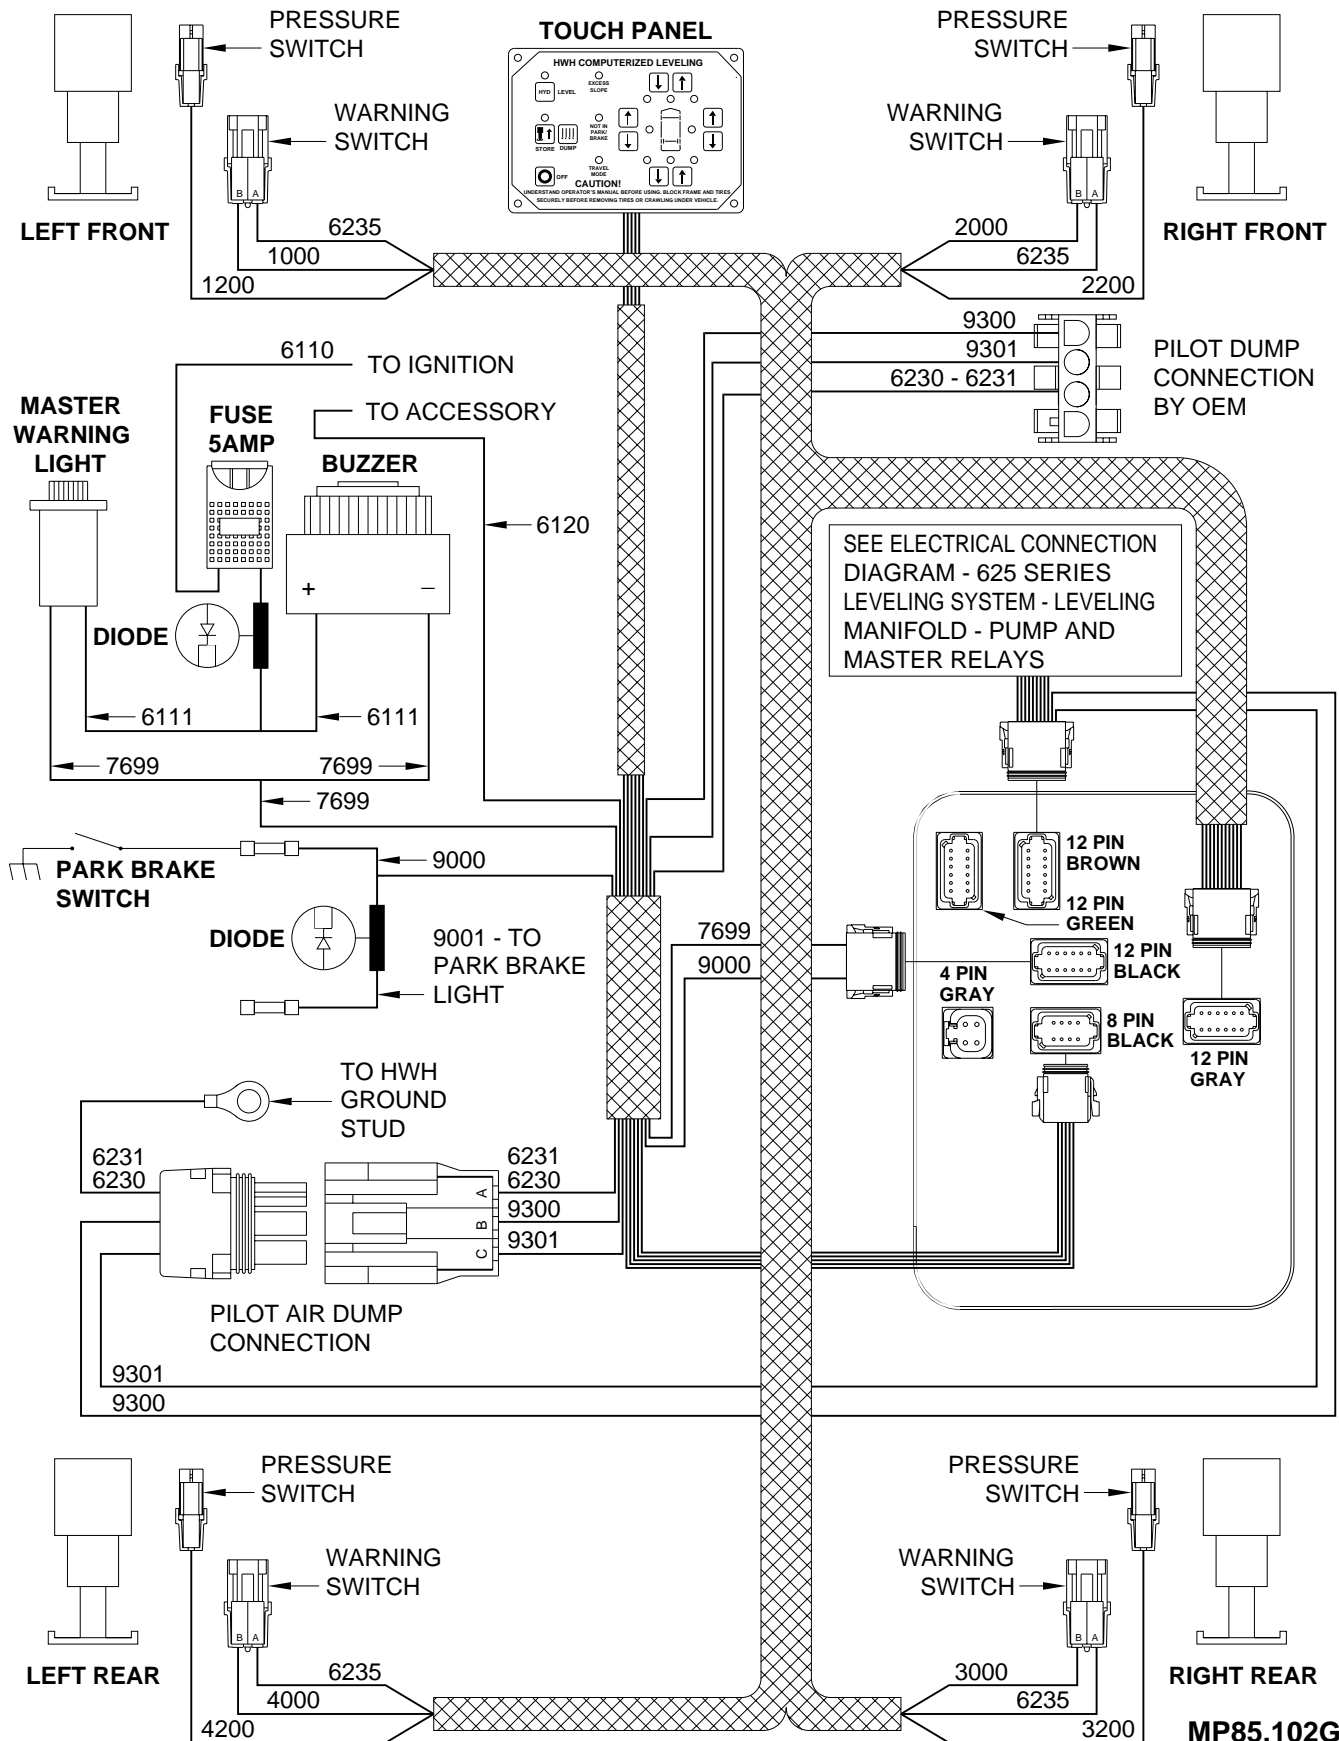 PRESSURE
SWITCH
WARNING
SWITCH
LEFT FRONT
6235
1000
1200
TOUCH PANEL
HWH COMPUTERIZED LEVELING
HYD
LEVEL
EXCESS
SLOPE
NOT IN
PARK/
BRAKE
STORE
DUMP
TRAVEL
MODE
OFF
CAUTION!
UNDERSTAND OPERATOR'S MANUAL BEFORE USING. BLOCK FRAME AND TIRES
SECURELY BEFORE REMOVING TIRES OR CRAWLING UNDER VEHICLE.
PRESSURE
SWITCH
WARNING
SWITCH
RIGHT FRONT
2000
6235
2200
B A
B A
9300
9301
6230 - 6231
PILOT DUMP
CONNECTION
BY OEM
6110
TO IGNITION
TO ACCESSORY
MASTER
WARNING
LIGHT
FUSE
5AMP
BUZZER
+
–
6120
DIODE
6111
6111
7699
7699
7699
SEE ELECTRICAL CONNECTION
DIAGRAM - 625 SERIES
LEVELING SYSTEM - LEVELING
MANIFOLD - PUMP AND
MASTER RELAYS
PARK BRAKE
SWITCH
9000
DIODE
9001 - TO
PARK BRAKE
LIGHT
7699
9000
12 PIN
BROWN
12 PIN
GREEN
12 PIN
BLACK
4 PIN
GRAY
8 PIN
BLACK
12 PIN
GRAY
TO HWH
GROUND
STUD
6231
6230
6231
6230
9300
9301
A
B
C
PILOT AIR DUMP
CONNECTION
9301
9300
PRESSURE
SWITCH
WARNING
SWITCH
B A
LEFT REAR
6235
4000
4200
PRESSURE
SWITCH
WARNING
SWITCH
B A
RIGHT REAR
3000
6235
3200
MP85.102G